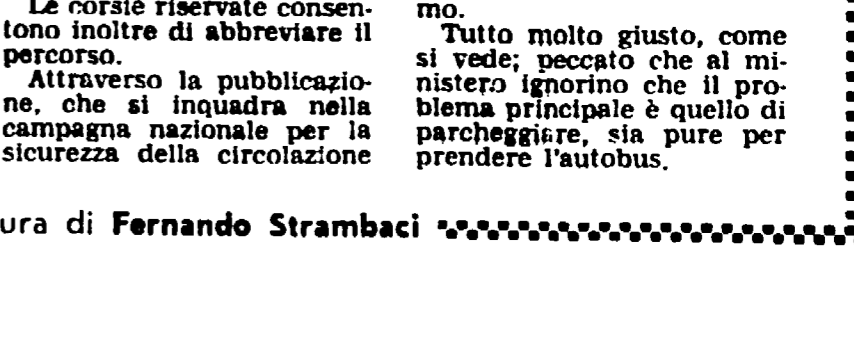 Le corsie riservate consen-
tono inoltre di abbreviare il
percorso.
Attraverso la pubblicazio-
ne, che si inquadra nella
campagna nazionale per la
sicurezza della circolazione
mo.
Tutto molto giusto, come
si vede; peccato che al mi-
nistero ignorino che il pro-
blema principale è quello di
parcheggiare, sia pure per
prendere l'autobus.
ura di Fernando Strambaci